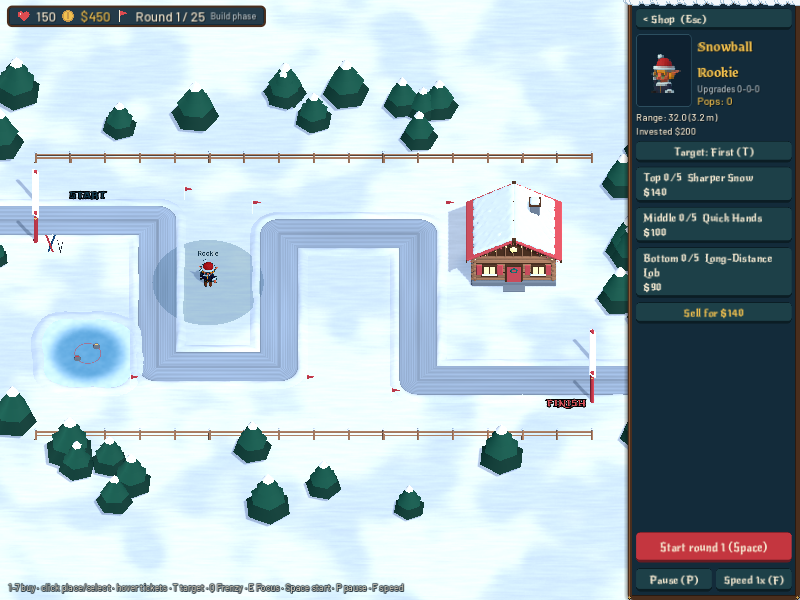 150 $450 Round 1 / 25 Build phase
START
Rookie
FINISH
1-7 buy · click place/select · hover tickets · T target · Q Frenzy · E Focus · Space start · P pause · F speed
< Shop (Esc)
Snowball
Rookie
Upgrades 0-0-0
Pops: 0
Range: 32.0 (3.2 m)
Invested $200
Target: First (T)
Top 0/5 Sharper Snow
$140
Middle 0/5 Quick Hands
$100
Bottom 0/5 Long-Distance
Lob
$90
Sell for $140
Start round 1 (Space)
Pause (P)
Speed 1x (F)